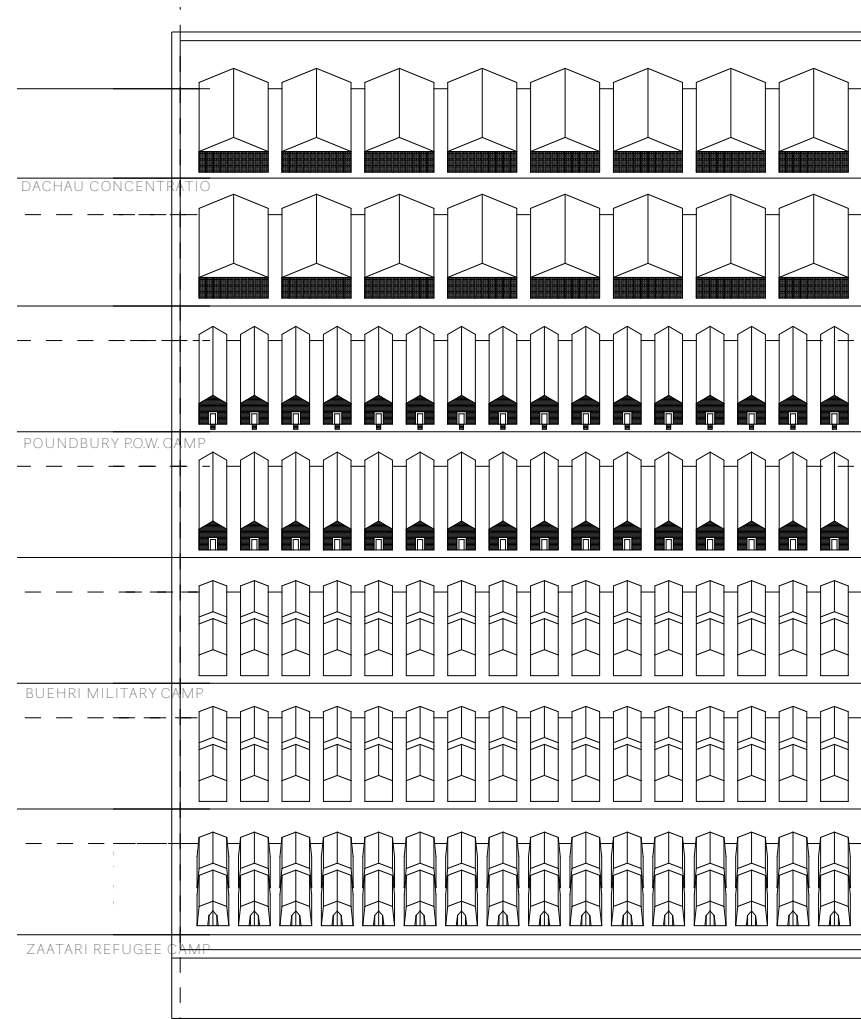 DACHAU CONCENTRATIO
POUNDBURY P.O.W. CAMP
BUEHRI MILITARY CAMP
ZAATARI REFUGEE CAMP